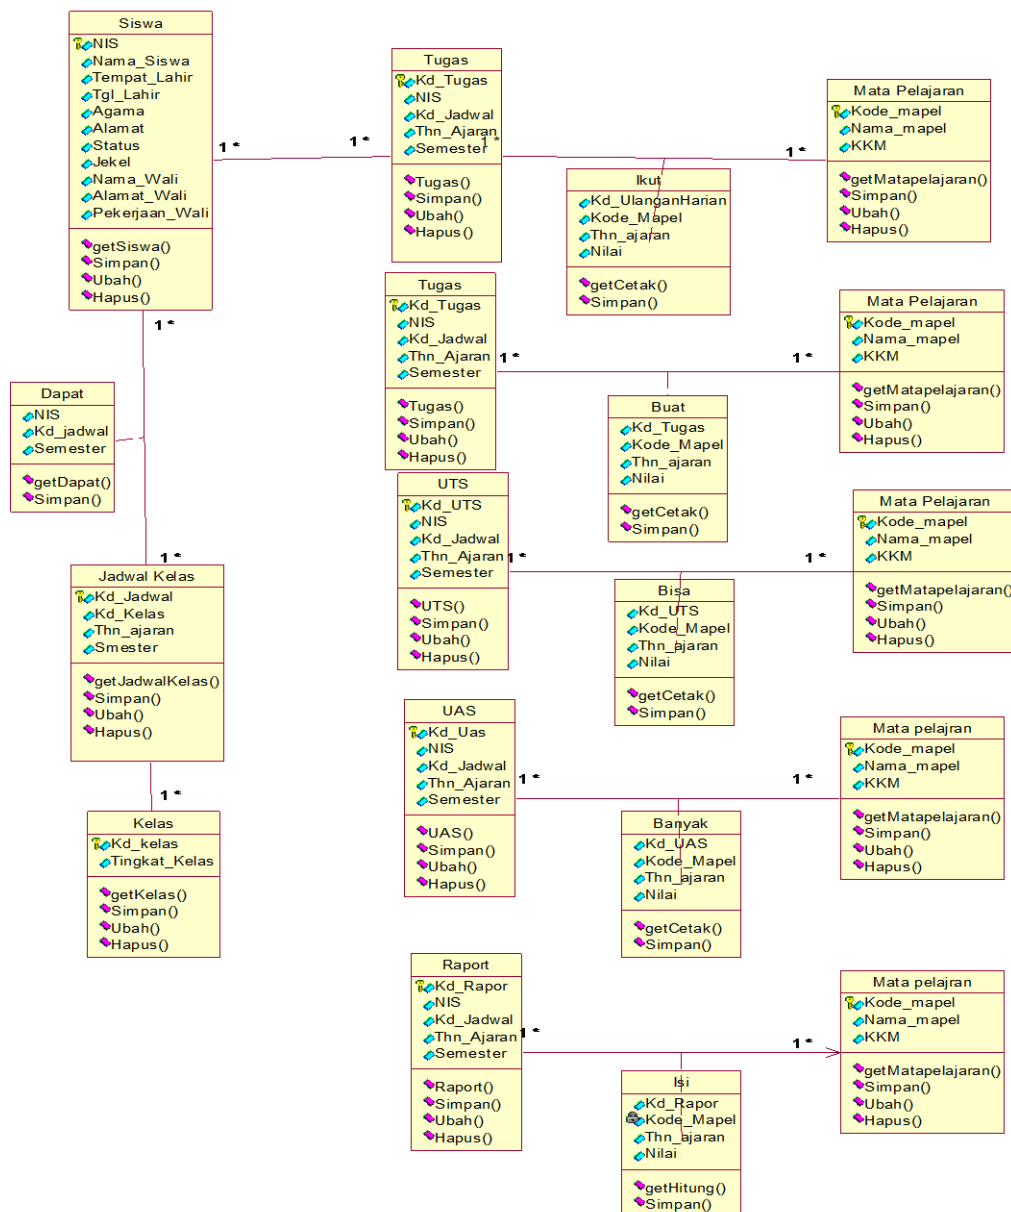 Siswa
NIS
Nama_Siswa
Tempat_Lahir
Tgl_Lahir
Agama
Alamat
Status
Jekel
Nama_Wali
Alamat_Wali
Pekerjaan_Wali
getSiswa()
Simpan()
Ubah()
Hapus()
1 *
1 *
Tugas
Kd_Tugas
NIS
Kd_Jadwal
Thn_Ajaran
Semester
Tugas()
Simpan()
Ubah()
Hapus()
1 *
1 *
Ikut
Kd_UlanganHarian
Kode_Mapel
Thn_ajaran
Nilai
getCetak()
Simpan()
Mata Pelajaran
Kode_mapel
Nama_mapel
KKM
getMatapelajaran()
Simpan()
Ubah()
Hapus()
1 *
Dapat
NIS
Kd_jadwal
Semester
getDapat()
Simpan()
1 *
Jadwal Kelas
Kd_Jadwal
Kd_Kelas
Thn_ajaran
Smester
getJadwalKelas()
Simpan()
Ubah()
Hapus()
1 *
Kelas
Kd_kelas
Tingkat_Kelas
getKelas()
Simpan()
Ubah()
Hapus()
Tugas
Kd_Tugas
NIS
Kd_Jadwal
Thn_Ajaran
Semester
Tugas()
Simpan()
Ubah()
Hapus()
1 *
1 *
Buat
Kd_Tugas
Kode_Mapel
Thn_ajaran
Nilai
getCetak()
Simpan()
Mata Pelajaran
Kode_mapel
Nama_mapel
KKM
getMatapelajaran()
Simpan()
Ubah()
Hapus()
UTS
Kd_UTS
NIS
Kd_Jadwal
Thn_Ajaran
Semester
UTS()
Simpan()
Ubah()
Hapus()
1 *
1 *
Bisa
Kd_UTS
Kode_Mapel
Thn_ajaran
Nilai
getCetak()
Simpan()
Mata Pelajaran
Kode_mapel
Nama_mapel
KKM
getMatapelajaran()
Simpan()
Ubah()
Hapus()
UAS
Kd_Uas
NIS
Kd_Jadwal
Thn_Ajaran
Semester
UAS()
Simpan()
Ubah()
Hapus()
1 *
1 *
Banyak
Kd_UAS
Kode_Mapel
Thn_ajaran
Nilai
getCetak()
Simpan()
Mata pelajran
Kode_mapel
Nama_mapel
KKM
getMatapelajaran()
Simpan()
Ubah()
Hapus()
Raport
Kd_Rapor
NIS
Kd_Jadwal
Thn_Ajaran
Semester
Raport()
Simpan()
Ubah()
Hapus()
1 *
1 *
Isi
Kd_Rapor
Kode_Mapel
Thn_ajaran
Nilai
getHitung()
Simpan()
Mata pelajran
Kode_mapel
Nama_mapel
KKM
getMatapelajaran()
Simpan()
Ubah()
Hapus()